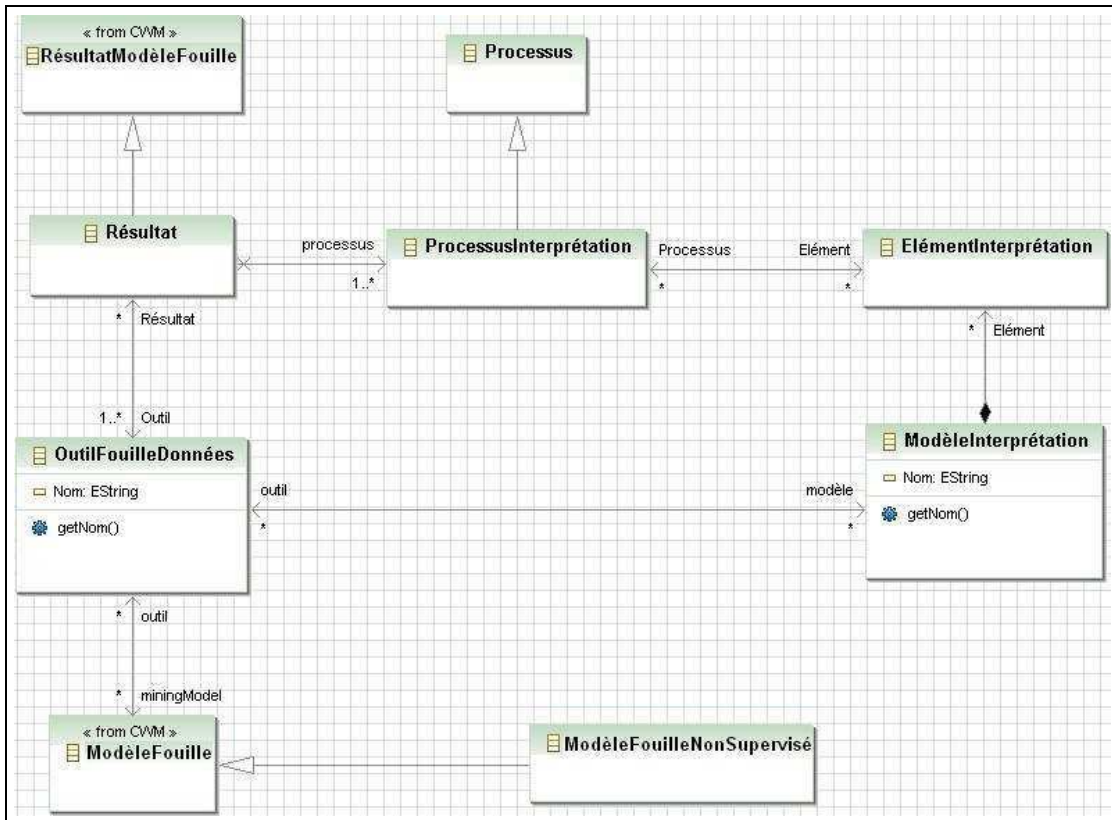 « from CWM »
RésultatModèleFouille
Processus
Résultat
processus
1..*
ProcessusInterprétation
Processus
*
Elément
*
ElémentInterprétation
* Résultat
* Elément
1..* Outil
OutilFouilleDonnées
Nom: EString
getNom()
outil
*
modèle
*
ModèleInterprétation
Nom: EString
getNom()
* outil
* miningModel
« from CWM »
ModèleFouille
ModèleFouilleNonSupervisé